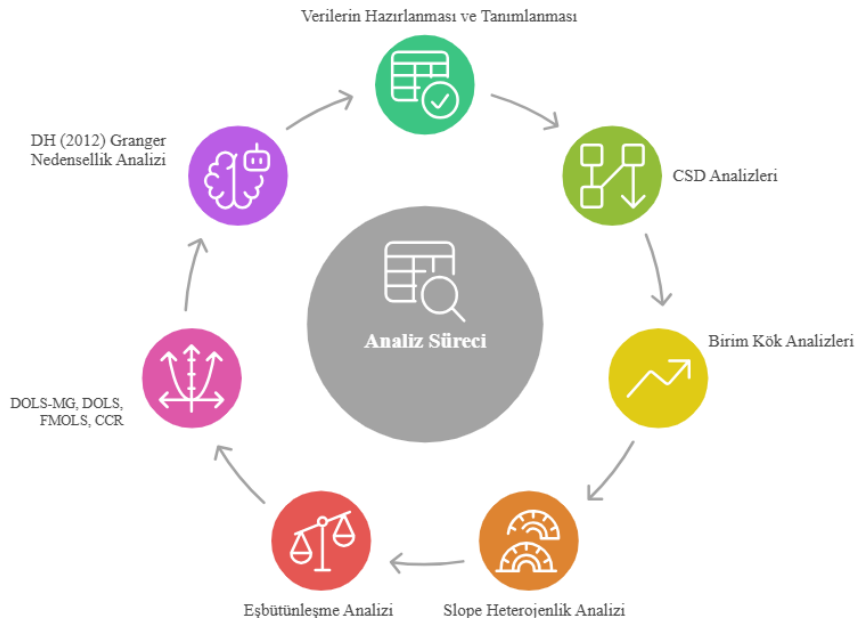 Verilerin Hazırlanması ve Tanımlanması
CSD Analizleri
Birim Kök Analizleri
Slope Heterojenlik Analizi
Eşbütünleşme Analizi
DOLS-MG, DOLS,
FMOLS, CCR
DH (2012) Granger
Nedensellik Analizi
Analiz Süreci